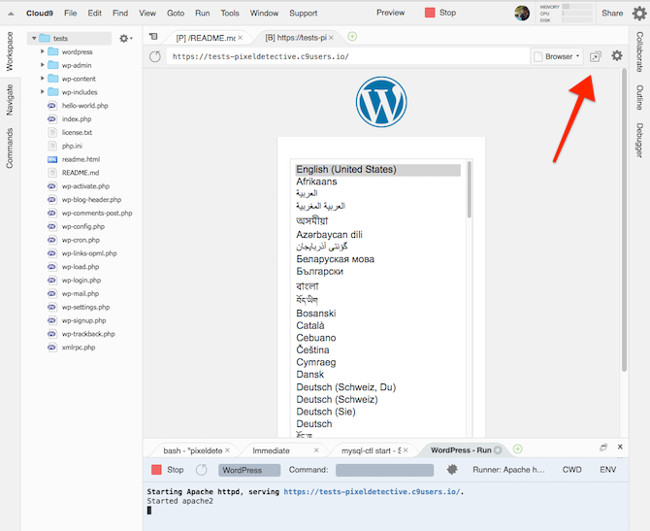 Cloud9 File Edit Find View Goto Run Tools Window Support Preview Stop MEMORY CPU DISK Share
Workspace
Navigate
Commands
tests
wordpress
wp-admin
wp-content
wp-includes
hello-world.php
index.php
license.txt
php.ini
readme.html
README.md
wp-activate.php
wp-blog-header.php
wp-comments-post.php
wp-config.php
wp-cron.php
wp-links-opml.php
wp-load.php
wp-login.php
wp-mail.php
wp-settings.php
wp-signup.php
wp-trackback.php
xmlrpc.php
[P] /README.m [B] https://tests-pi
https://tests-pixeldetective.c9users.io/ Browser
English (United States)
Afrikaans
العربية
العربية المغربية
অসমীয়া
Azərbaycan dili
گؤنئی آذربایجان
Беларуская мова
Български
বাংলা
བོད་ཡིག
Bosanski
Català
Cebuano
Čeština
Cymraeg
Dansk
Deutsch (Schweiz, Du)
Deutsch (Schweiz)
Deutsch (Sie)
Deutsch
Collaborate
Outline
Debugger
bash - "pixeldete Immediate mysql-ctl start - S WordPress - Run
Stop WordPress Command: Runner: Apache h... CWD ENV
Starting Apache httpd, serving https://tests-pixeldetective.c9users.io/.
Started apache2